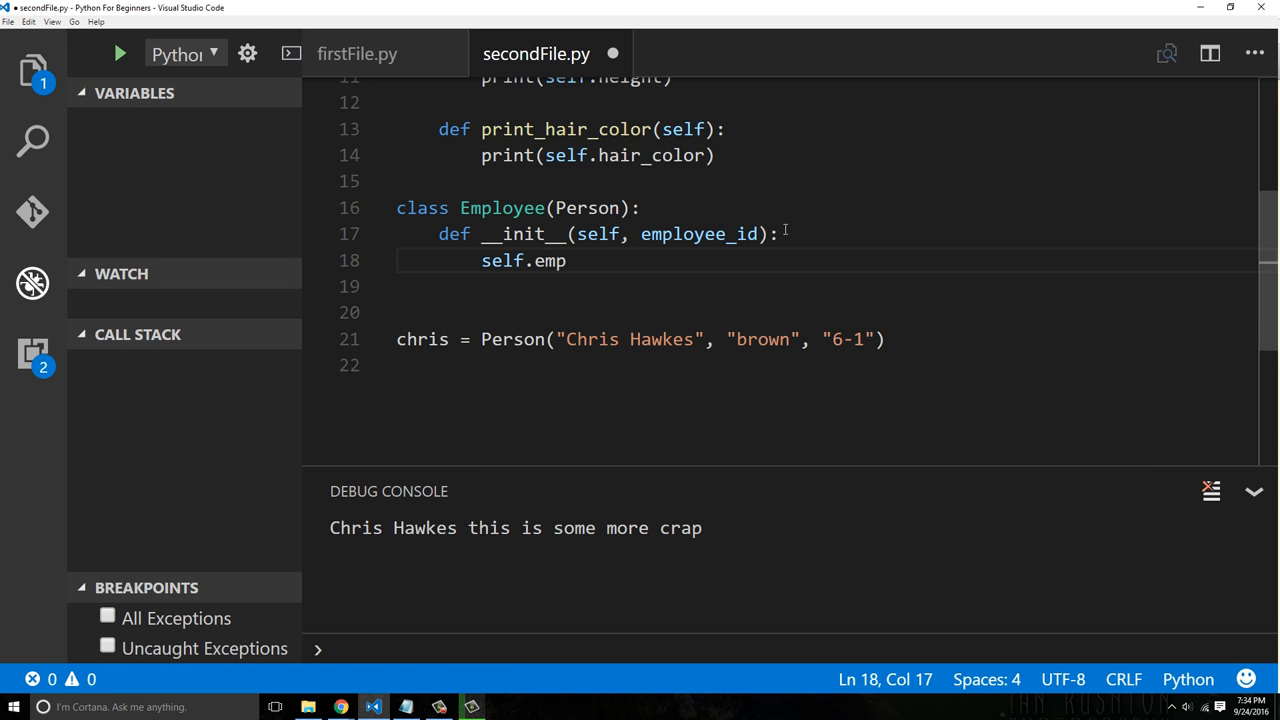 secondFile.py - Python For Beginners - Visual Studio Code
File Edit View Go Help
1
Python
firstFile.py
secondFile.py
VARIABLES
WATCH
CALL STACK
2
BREAKPOINTS
All Exceptions
Uncaught Exceptions
11 print(self.height)
12
13 def print_hair_color(self):
14 print(self.hair_color)
15
16 class Employee(Person):
17 def __init__(self, employee_id):
18 self.emp
19
20
21 chris = Person("Chris Hawkes", "brown", "6-1")
22
DEBUG CONSOLE
Chris Hawkes this is some more crap
0 0
Ln 18, Col 17 Spaces: 4 UTF-8 CRLF Python
I'm Cortana. Ask me anything.
7:34 PM
9/24/2016